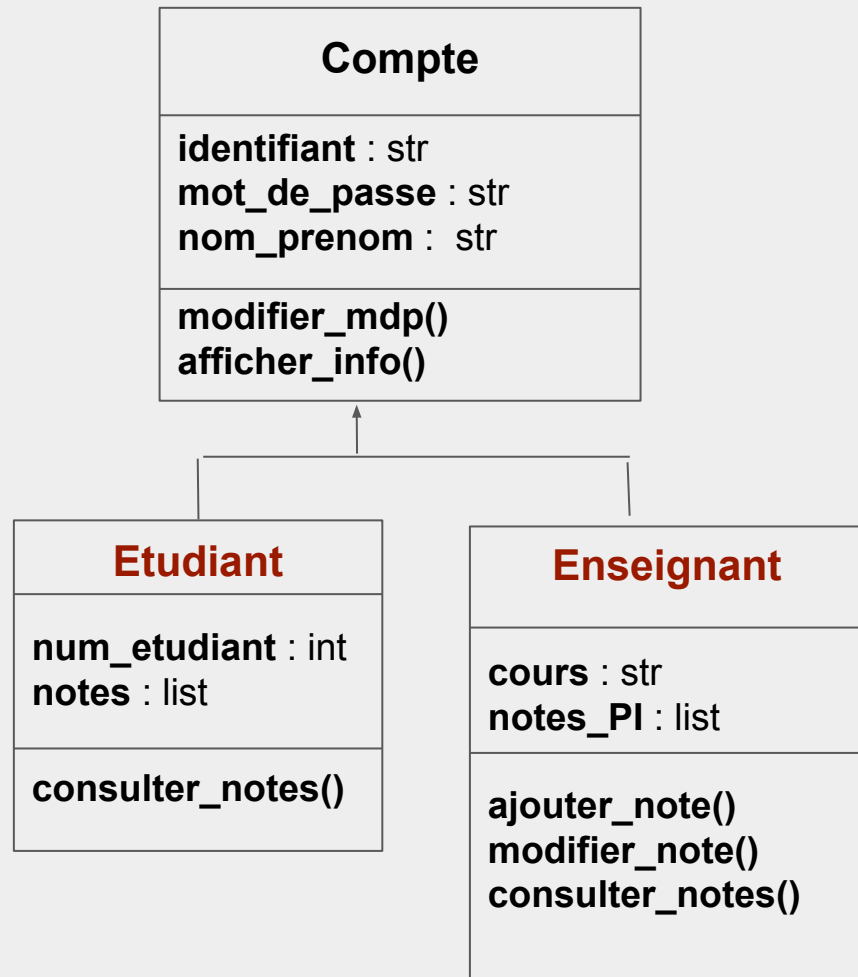 Compte
identifiant : str
mot_de_passe : str
nom_prenom : str
modifier_mdp()
afficher_info()
Etudiant
num_etudiant : int
notes : list
consulter_notes()
Enseignant
cours : str
notes_PI : list
ajouter_note()
modifier_note()
consulter_notes()